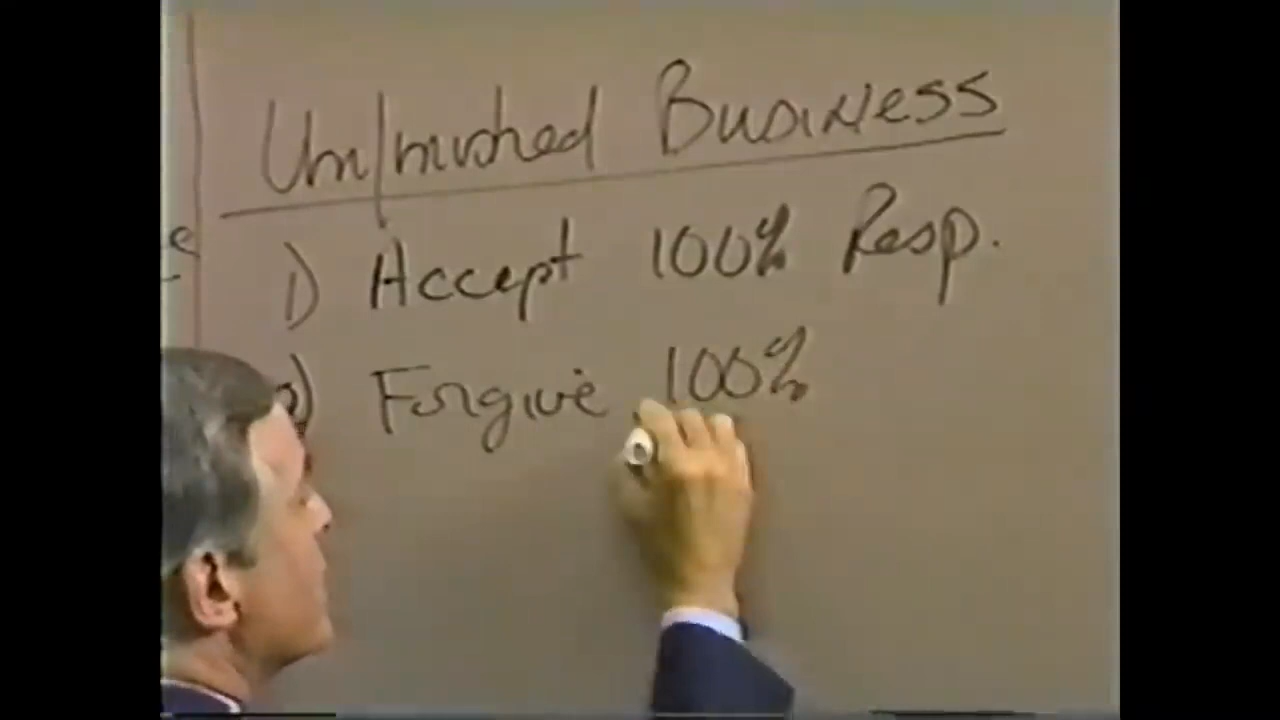 Unfinished Business
1) Accept 100% Resp.
2) Forgive 100%